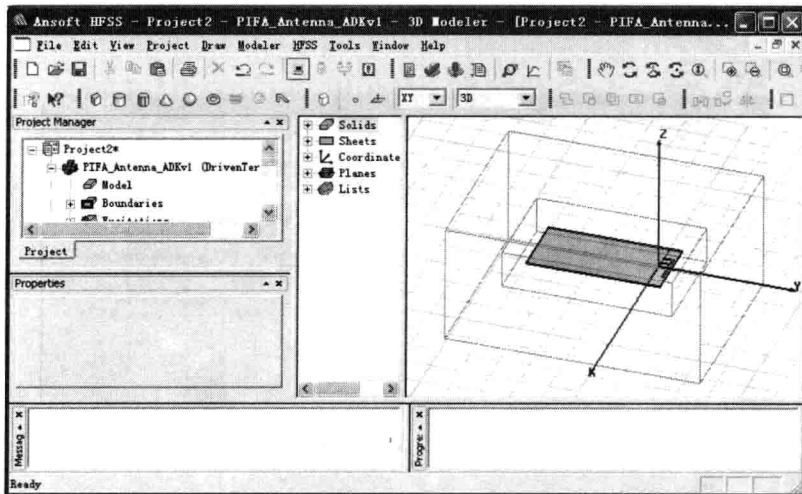 Ansoft HFSS - Project2 - PIFA_Antenna_ADKv1 - 3D Modeler - [Project2 - PIFA_Antenna...
File Edit View Project Draw Modeler HFSS Tools Window Help
XY 3D
Project Manager
Project2*
PIFA_Antenna_ADKv1 (DrivenTer
Model
Boundaries
Project
Properties
Solids
Sheets
Coordinate
Planes
Lists
Z
Y
X
Messag
Progre:
Ready